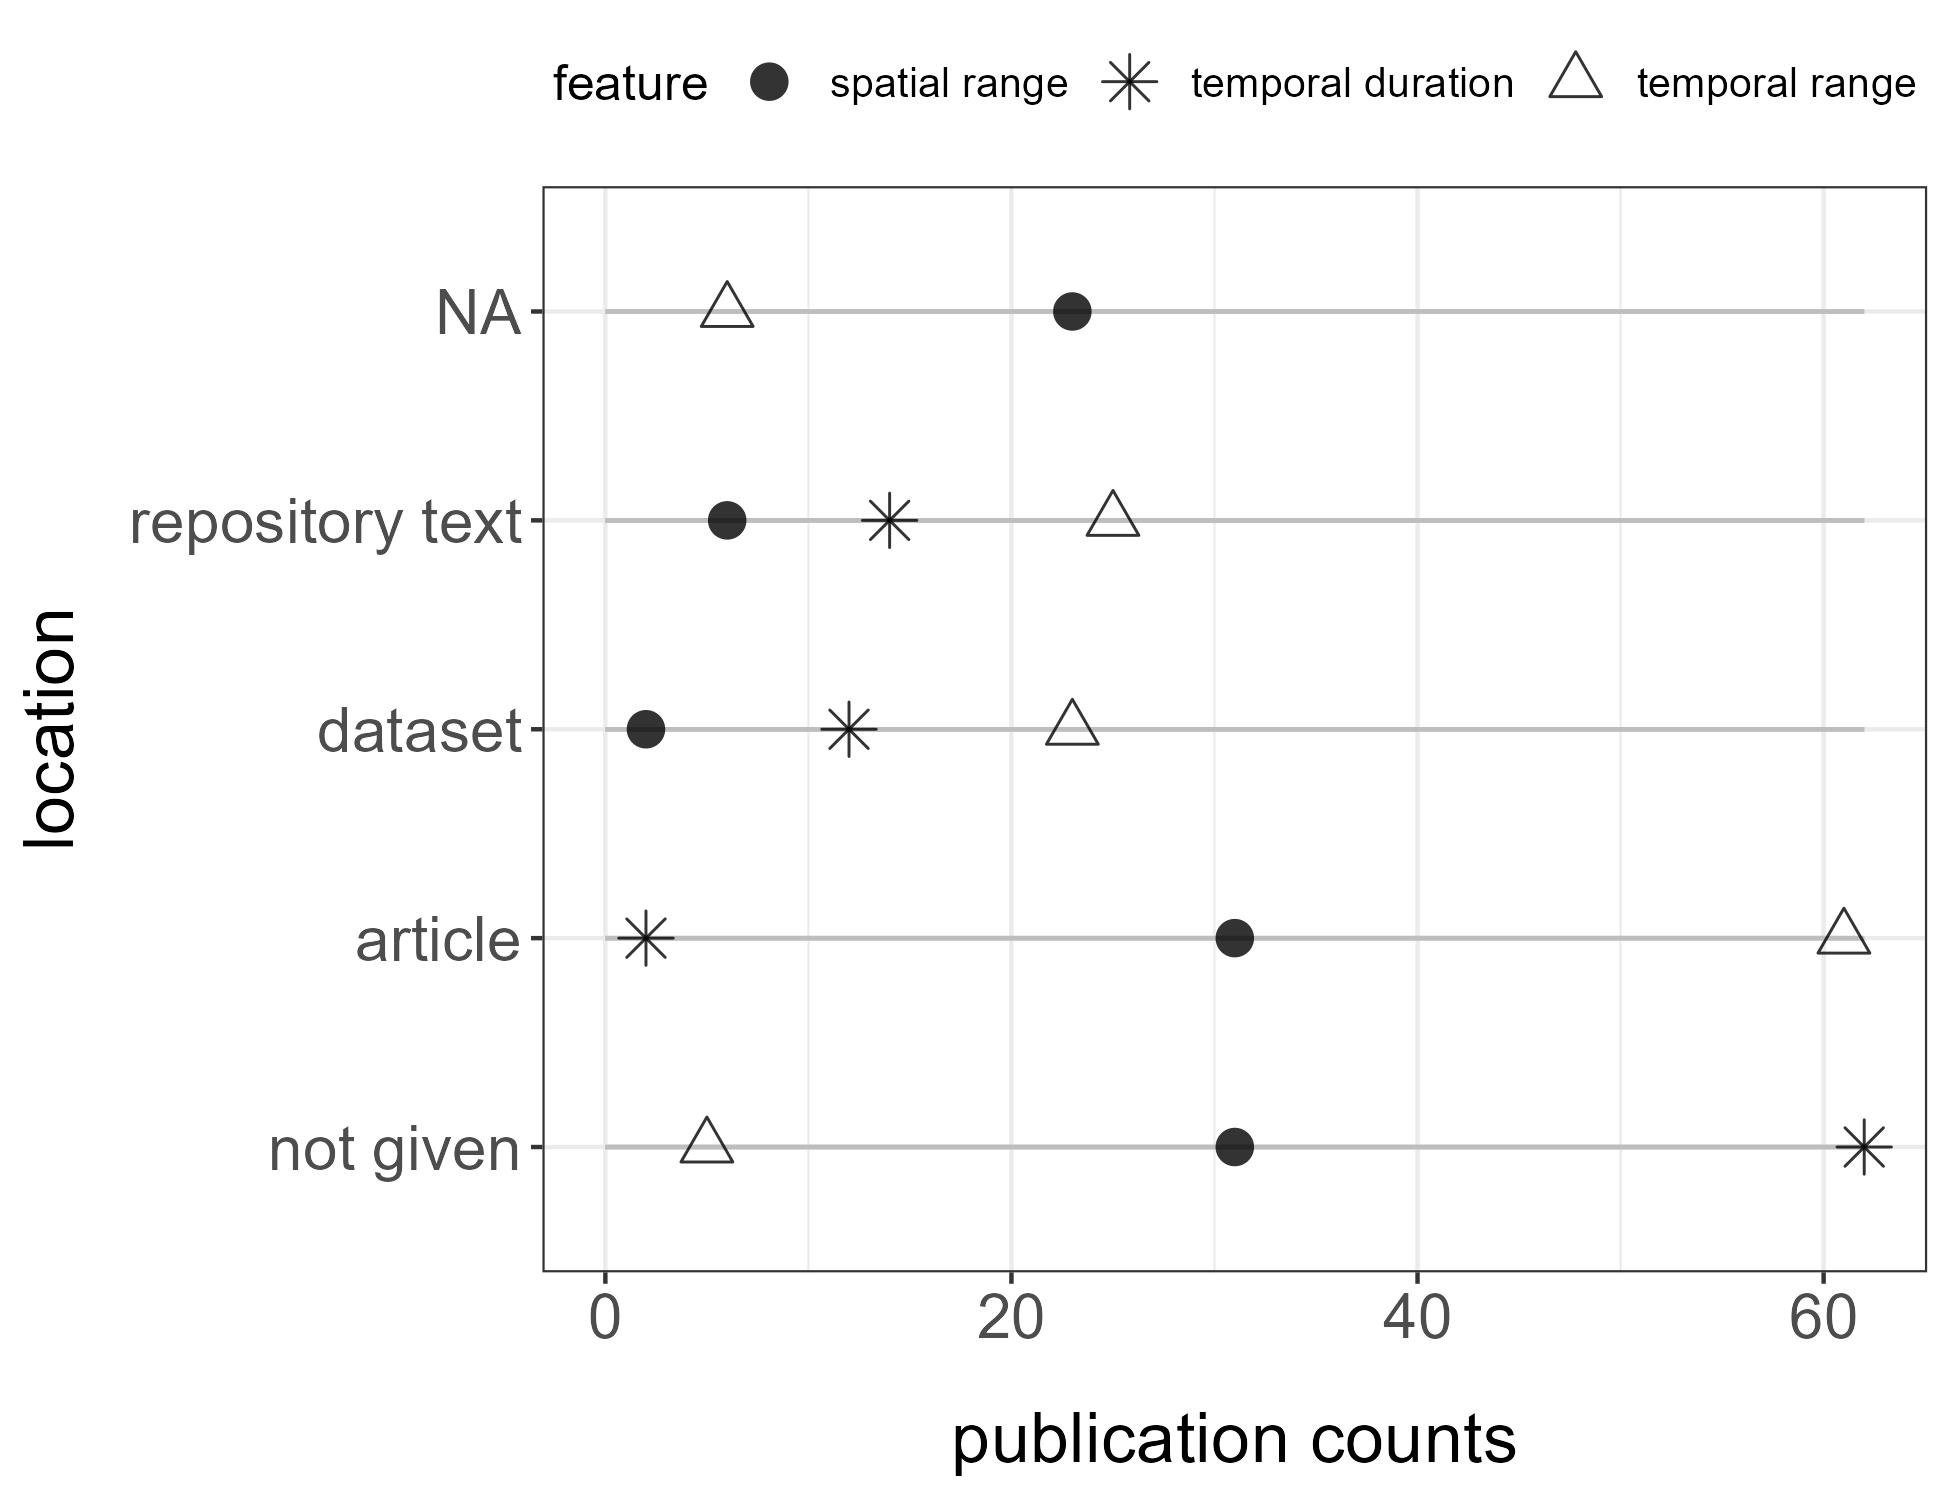 feature spatial range temporal duration temporal range
NA
repository text
dataset
article
not given
location
0 20 40 60
publication counts